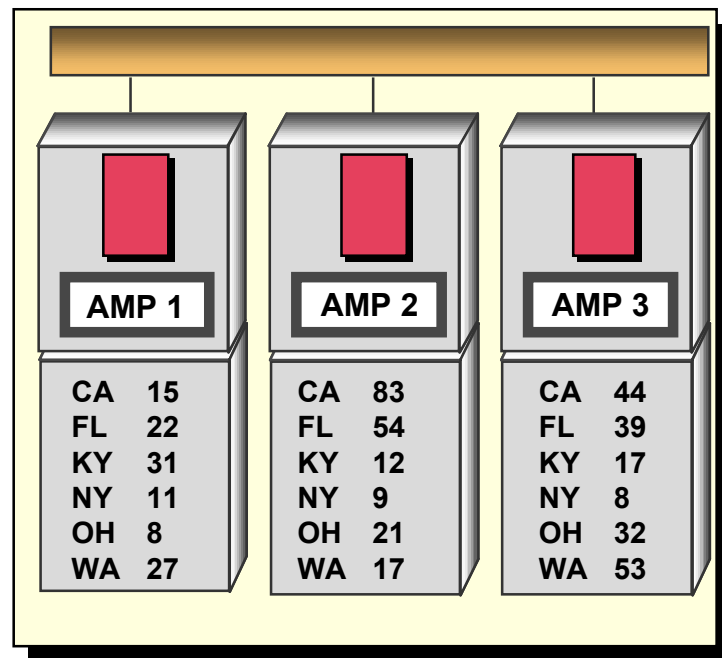 AMP 1
CA 15
FL 22
KY 31
NY 11
OH 8
WA 27
AMP 2
CA 83
FL 54
KY 12
NY 9
OH 21
WA 17
AMP 3
CA 44
FL 39
KY 17
NY 8
OH 32
WA 53